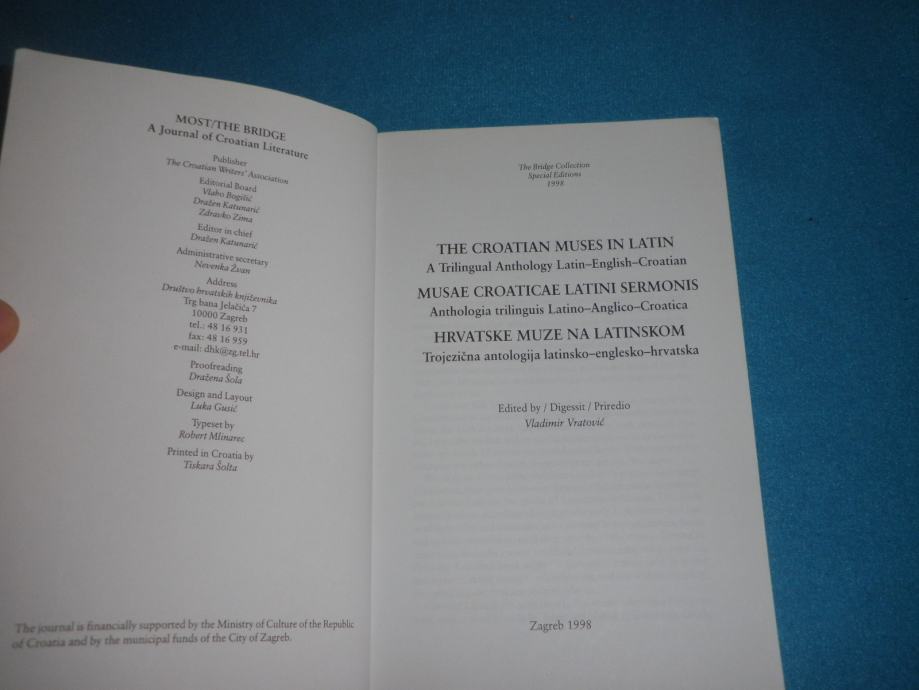 MOST/THE BRIDGE
A Journal of Croatian Literature
Publisher
The Croatian Writers' Association
Editorial Board
Vlaho Bogišić
Dražen Katunarić
Zdravko Zima
Editor in chief
Dražen Katunarić
Administrative secretary
Nevenka Žvan
Address
Društvo hrvatskih književnika
Trg bana Jelačića 7
10000 Zagreb
tel.: 48 16 931
fax: 48 16 959
e-mail: dhk@zg.tel.hr
Proofreading
Dražena Šola
Design and Layout
Luka Gusić
Typeset by
Robert Mlinarec
Printed in Croatia by
Tiskara Šolta
The journal is financially supported by the Ministry of Culture of the Republic
of Croatia and by the municipal funds of the City of Zagreb.
The Bridge Collection
Special Editions
1998
THE CROATIAN MUSES IN LATIN
A Trilingual Anthology Latin–English–Croatian
MUSAE CROATICAE LATINI SERMONIS
Anthologia trilinguis Latino–Anglico–Croatica
HRVATSKE MUZE NA LATINSKOM
Trojezična antologija latinsko–englesko–hrvatska
Edited by / Digessit / Priredio
Vladimir Vratović
Zagreb 1998